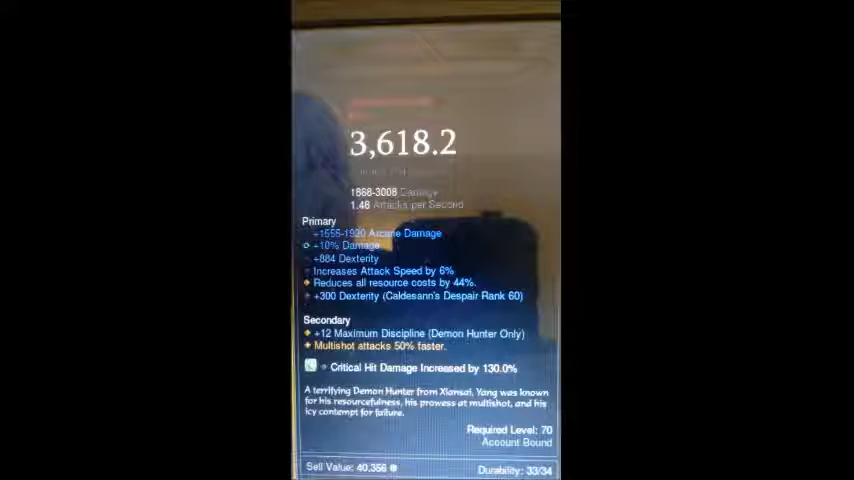 3,618.2
1868-3008 Damage
1.48 Attacks per Second
Primary
+1555-1920 Arcane Damage
+10% Damage
+884 Dexterity
Increases Attack Speed by 6%
Reduces all resource costs by 44%.
+300 Dexterity (Caldesann's Despair Rank 60)
Secondary
+12 Maximum Discipline (Demon Hunter Only)
Multishot attacks 50% faster.
Critical Hit Damage Increased by 130.0%
A terrifying Demon Hunter from Xiansai, Yang was known
for his resourcefulness, his prowess at multishot, and his
icy contempt for failure.
Required Level: 70
Account Bound
Sell Value: 40,356
Durability: 33/34